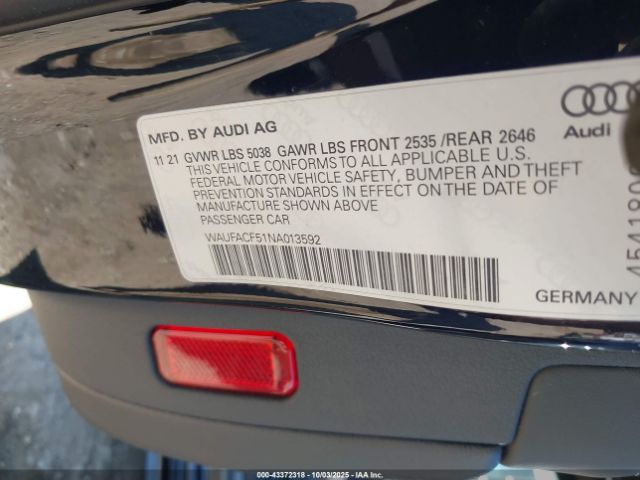 MFD. BY AUDI AG
11 21 GVWR LBS 5038 GAWR LBS FRONT 2535 /REAR 2646
THIS VEHICLE CONFORMS TO ALL APPLICABLE U.S.
FEDERAL MOTOR VEHICLE SAFETY, BUMPER AND THEFT
PREVENTION STANDARDS IN EFFECT ON THE DATE OF
MANUFACTURE SHOWN ABOVE
PASSENGER CAR
WAUFACF51NA013592
Audi
GERMANY
00-43372318 - 10/03/2025 - IAA Inc.